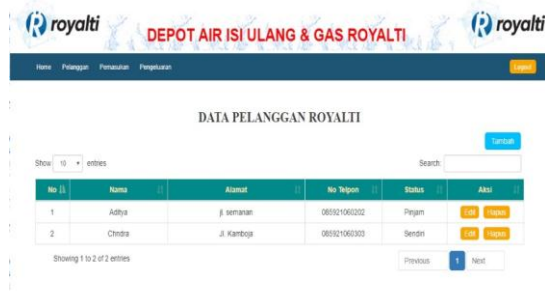 royalti
DEPOT AIR ISI ULANG & GAS ROYALTI
royalti
Home Pelanggan Pemasukan Pengeluaran Logout
DATA PELANGGAN ROYALTI
Tambah
Show 10 entries Search:
No Nama Alamat No Telpon Status Aksi
1 Aditya jl. semanan 085921060202 Pinjam Edit Hapus
2 Chndra Jl. Kamboja 085921060303 Sendiri Edit Hapus
Showing 1 to 2 of 2 entries Previous 1 Next